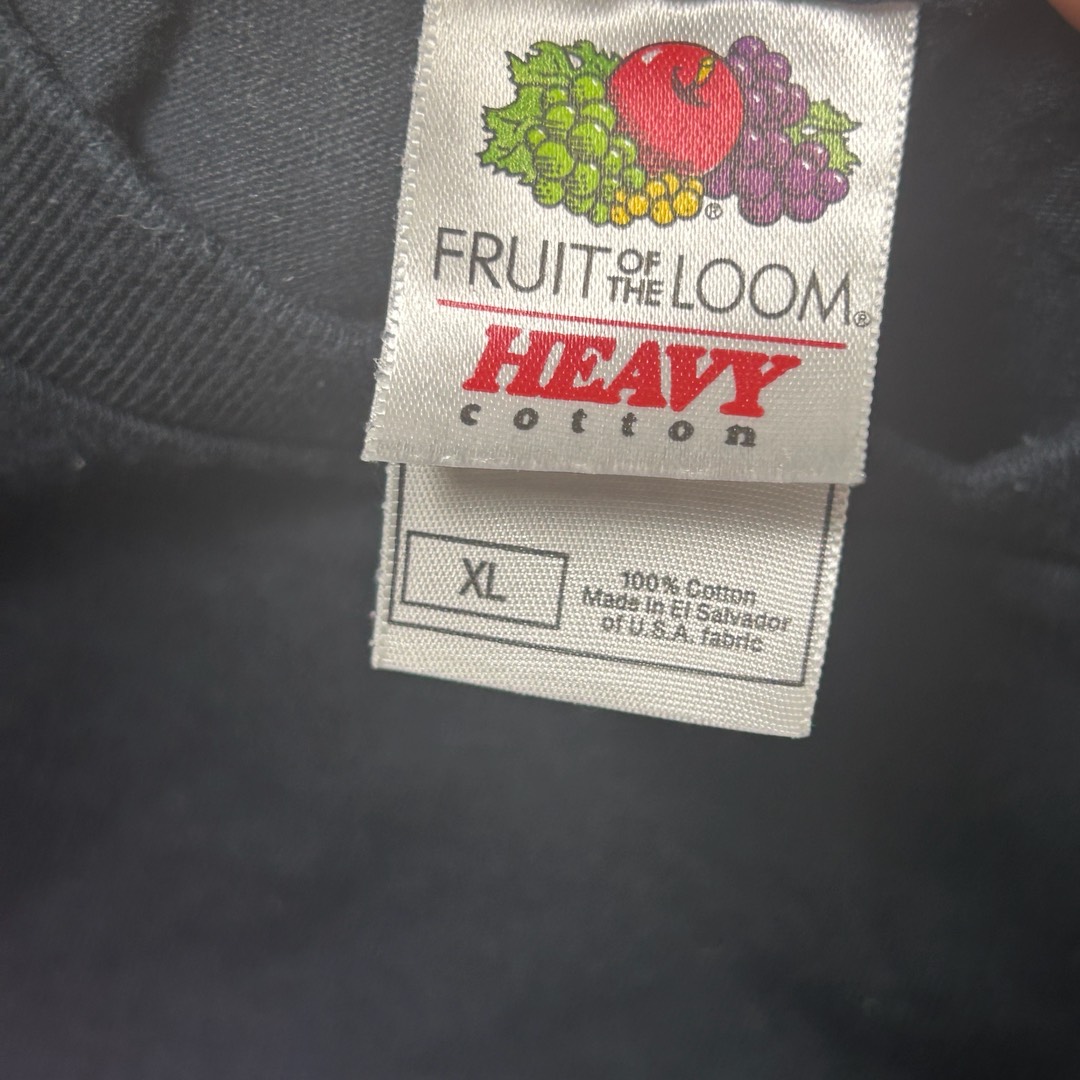 ®
FRUIT OF THE LOOM®
HEAVY
cotton
XL
100% Cotton
Made in El Salvador
of U.S.A. fabric